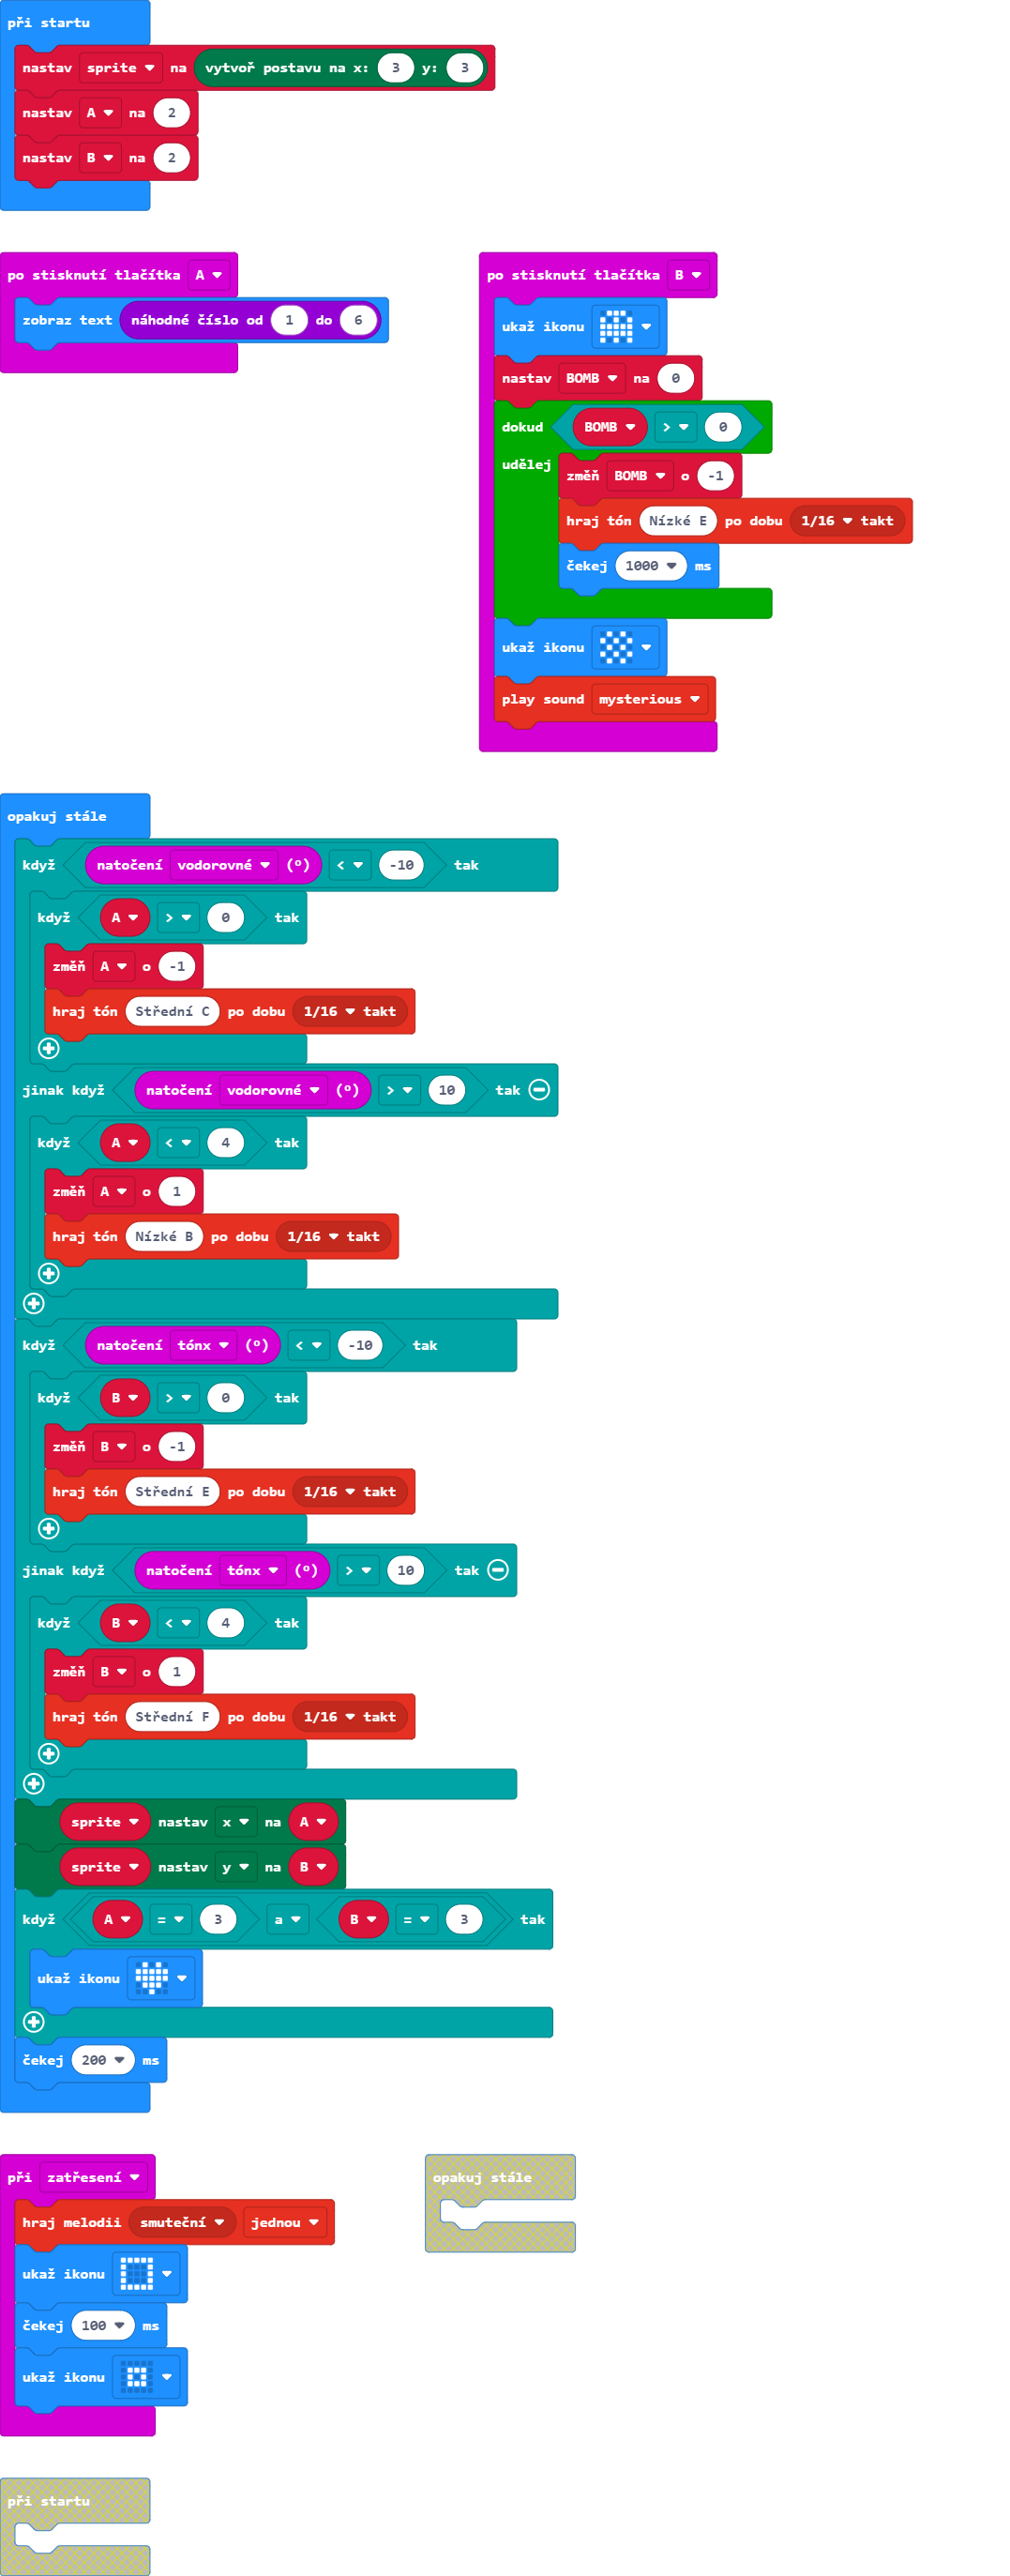 při startu
nastav sprite na vytvoř postavu na x: 3 y: 3
nastav A na 2
nastav B na 2
po stisknutí tlačítka A
zobraz text náhodné číslo od 1 do 6
po stisknutí tlačítka B
ukaž ikonu
nastav BOMB na 0
dokud BOMB > 0
udělej
změň BOMB o -1
hraj tón Nízké E po dobu 1/16 takt
čekej 1000 ms
ukaž ikonu
play sound mysterious
opakuj stále
když natočení vodorovné (º) < -10 tak
když A > 0 tak
změň A o -1
hraj tón Střední C po dobu 1/16 takt
jinak když natočení vodorovné (º) > 10 tak
když A < 4 tak
změň A o 1
hraj tón Nízké B po dobu 1/16 takt
když natočení tónx (º) < -10 tak
když B > 0 tak
změň B o -1
hraj tón Střední E po dobu 1/16 takt
jinak když natočení tónx (º) > 10 tak
když B < 4 tak
změň B o 1
hraj tón Střední F po dobu 1/16 takt
sprite nastav x na A
sprite nastav y na B
když A = 3 a B = 3 tak
ukaž ikonu
čekej 200 ms
při zatřesení
hraj melodii smuteční jednou
ukaž ikonu
čekej 100 ms
ukaž ikonu
opakuj stále
při startu